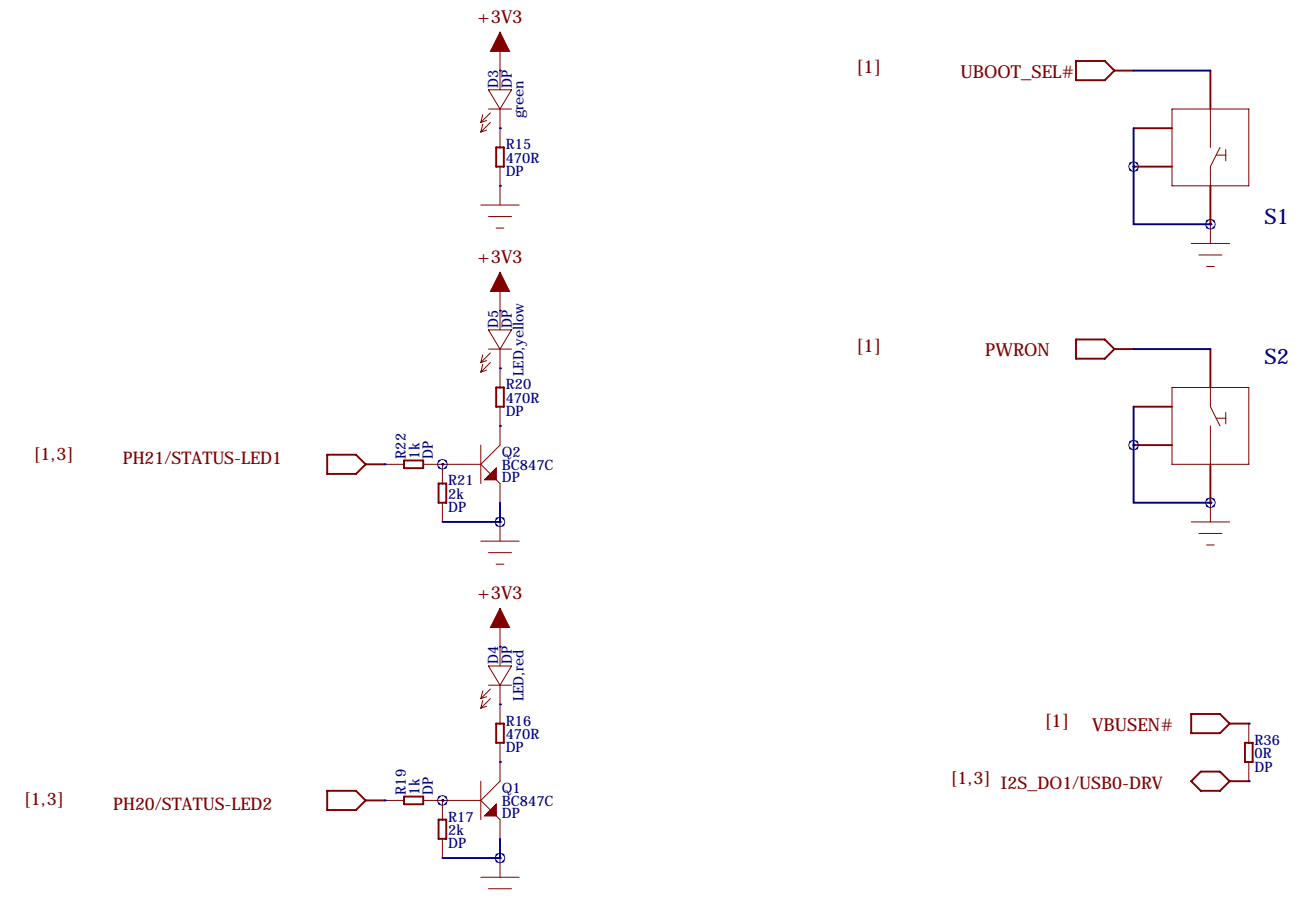 +3V3
D3
DP
green
R15
470R
DP
+3V3
D5
DP
LED,yellow
R20
470R
DP
[1,3] PH21/STATUS-LED1
R22
1k
DP
Q2
BC847C
DP
R21
2k
DP
+3V3
D4
DP
LED,red
R16
470R
DP
[1,3] PH20/STATUS-LED2
R19
1k
DP
Q1
BC847C
DP
R17
2k
DP
[1] UBOOT_SEL#
S1
[1] PWRON
S2
[1] VBUSEN#
R36
0R
DP
[1,3] I2S_DO1/USB0-DRV